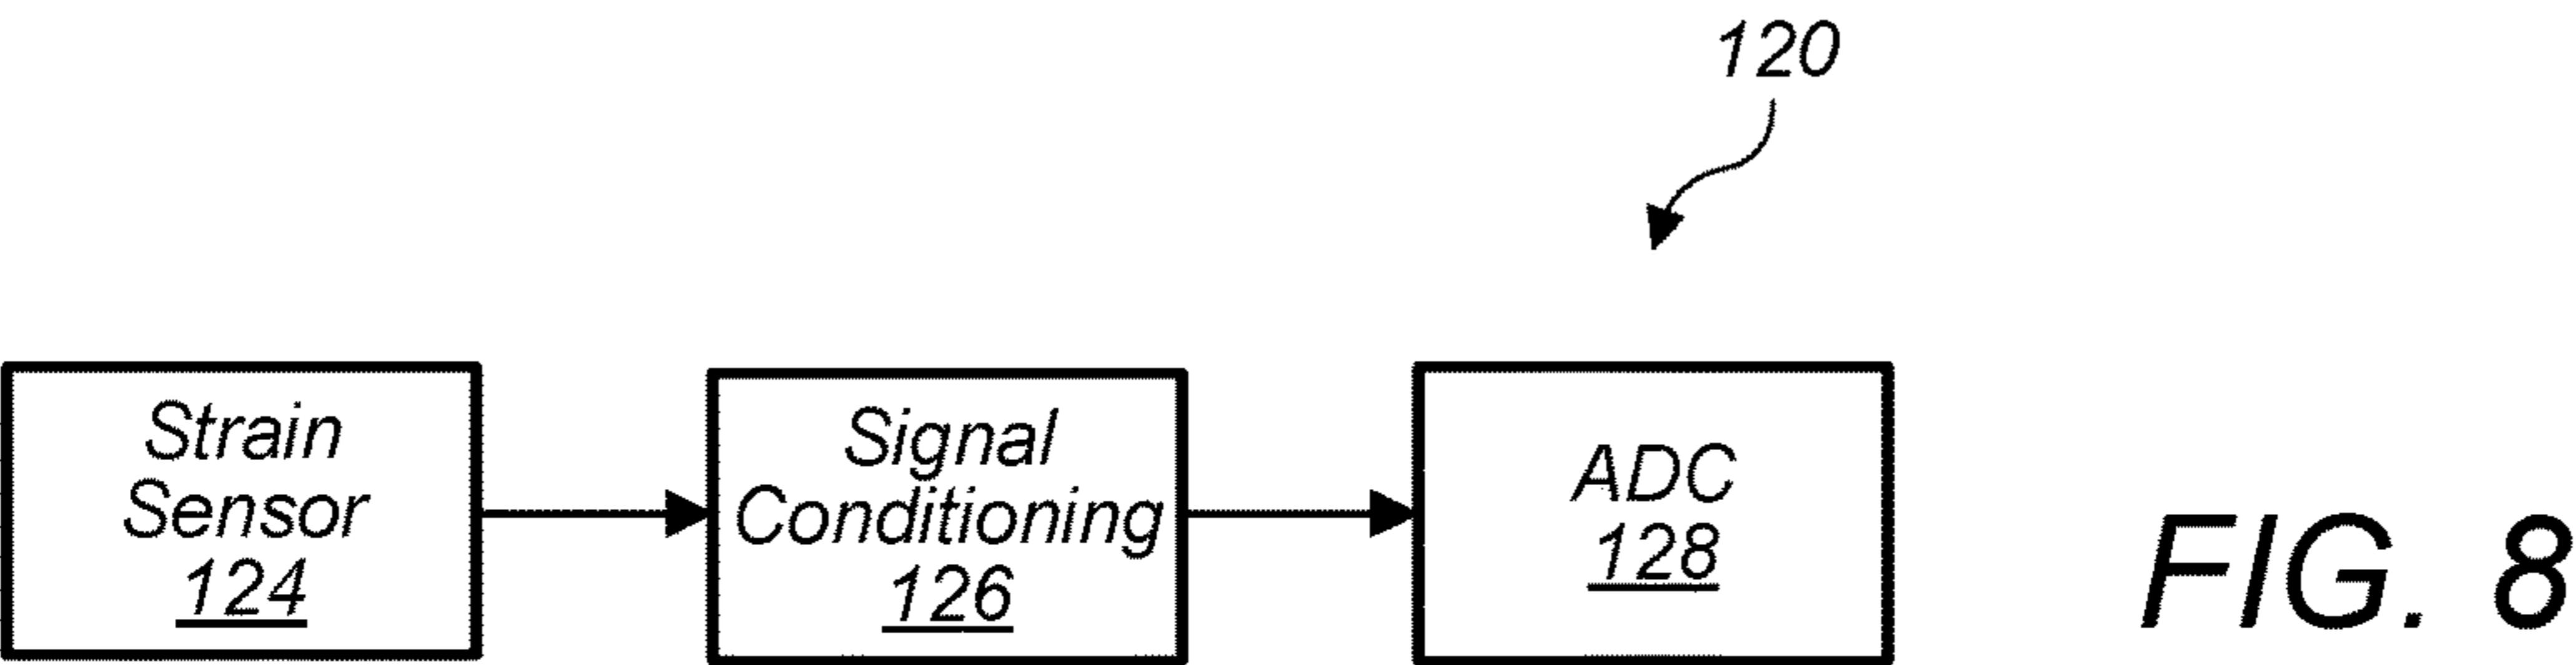 120
Strain
Sensor
124
Signal
Conditioning
126
ADC
128
FIG. 8